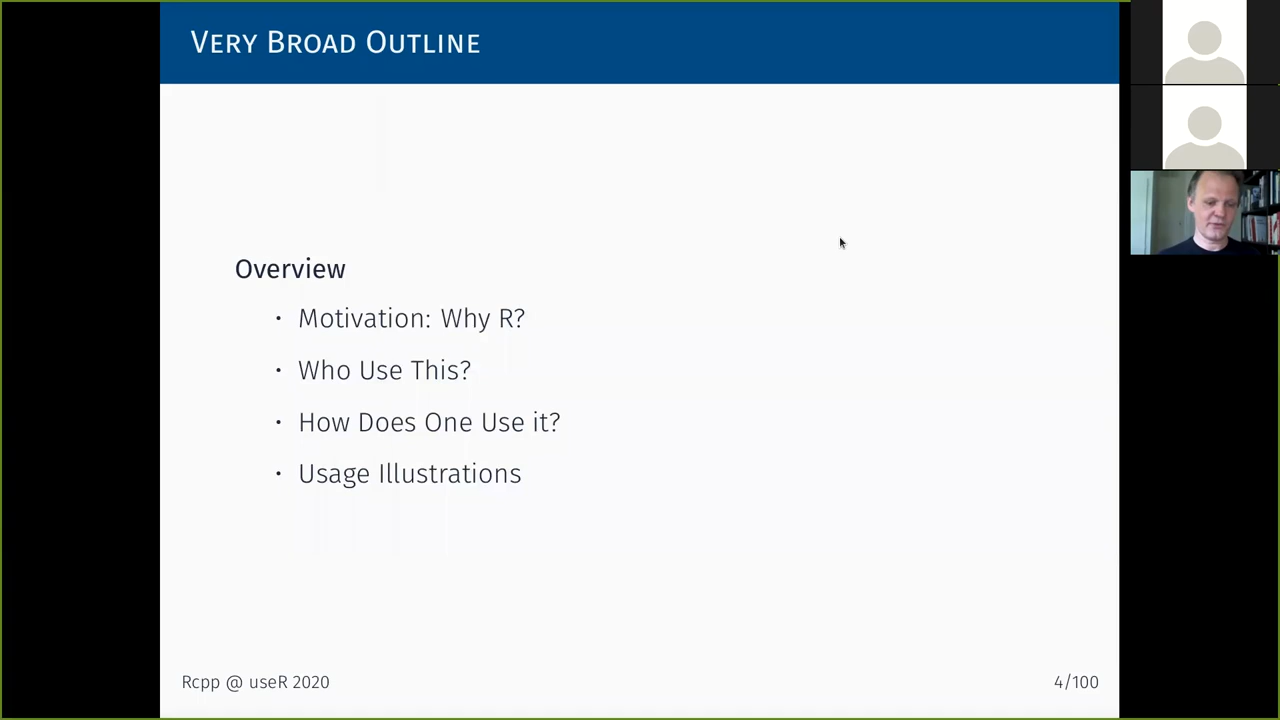 Very Broad Outline
Overview
• Motivation: Why R?
• Who Use This?
• How Does One Use it?
• Usage Illustrations
Rcpp @ useR 2020
4/100